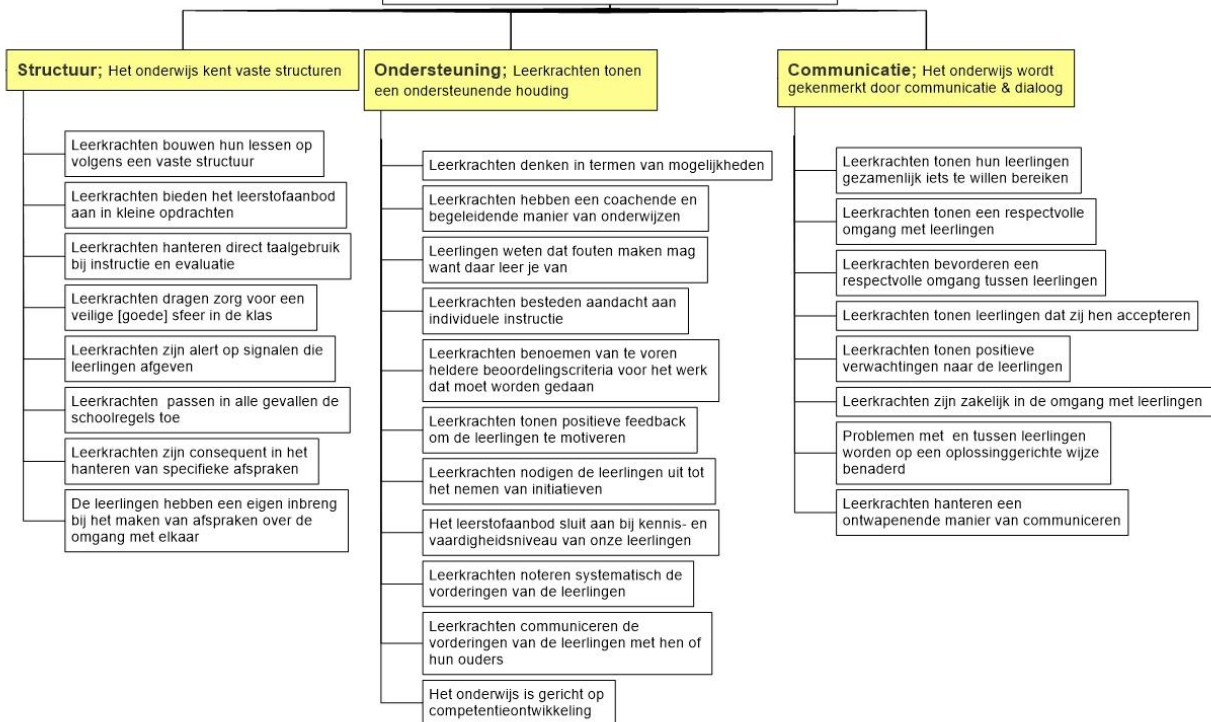 Structuur; Het onderwijs kent vaste structuren
Leerkrachten bouwen hun lessen op
volgens een vaste structuur
Leerkrachten bieden het leerstofaanbod
aan in kleine opdrachten
Leerkrachten hanteren direct taalgebruik
bij instructie en evaluatie
Leerkrachten dragen zorg voor een
veilige [goede] sfeer in de klas
Leerkrachten zijn alert op signalen die
leerlingen afgeven
Leerkrachten  passen in alle gevallen de
schoolregels toe
Leerkrachten zijn consequent in het
hanteren van specifieke afspraken
De leerlingen hebben een eigen inbreng
bij het maken van afspraken over de
omgang met elkaar
Ondersteuning; Leerkrachten tonen
een ondersteunende houding
Leerkrachten denken in termen van mogelijkheden
Leerkrachten hebben een coachende en
begeleidende manier van onderwijzen
Leerlingen weten dat fouten maken mag
want daar leer je van
Leerkrachten besteden aandacht aan
individuele instructie
Leerkrachten benoemen van te voren
heldere beoordelingscriteria voor het werk
dat moet worden gedaan
Leerkrachten tonen positieve feedback
om de leerlingen te motiveren
Leerkrachten nodigen de leerlingen uit tot
het nemen van initiatieven
Het leerstofaanbod sluit aan bij kennis- en
vaardigheidsniveau van onze leerlingen
Leerkrachten noteren systematisch de
vorderingen van de leerlingen
Leerkrachten communiceren de
vorderingen van de leerlingen met hen of
hun ouders
Het onderwijs is gericht op
competentieontwikkeling
Communicatie; Het onderwijs wordt
gekenmerkt door communicatie & dialoog
Leerkrachten tonen hun leerlingen
gezamenlijk iets te willen bereiken
Leerkrachten tonen een respectvolle
omgang met leerlingen
Leerkrachten bevorderen een
respectvolle omgang tussen leerlingen
Leerkrachten tonen leerlingen dat zij hen accepteren
Leerkrachten tonen positieve
verwachtingen naar de leerlingen
Leerkrachten zijn zakelijk in de omgang met leerlingen
Problemen met  en tussen leerlingen
worden op een oplossinggerichte wijze
benaderd
Leerkrachten hanteren een
ontwapenende manier van communiceren